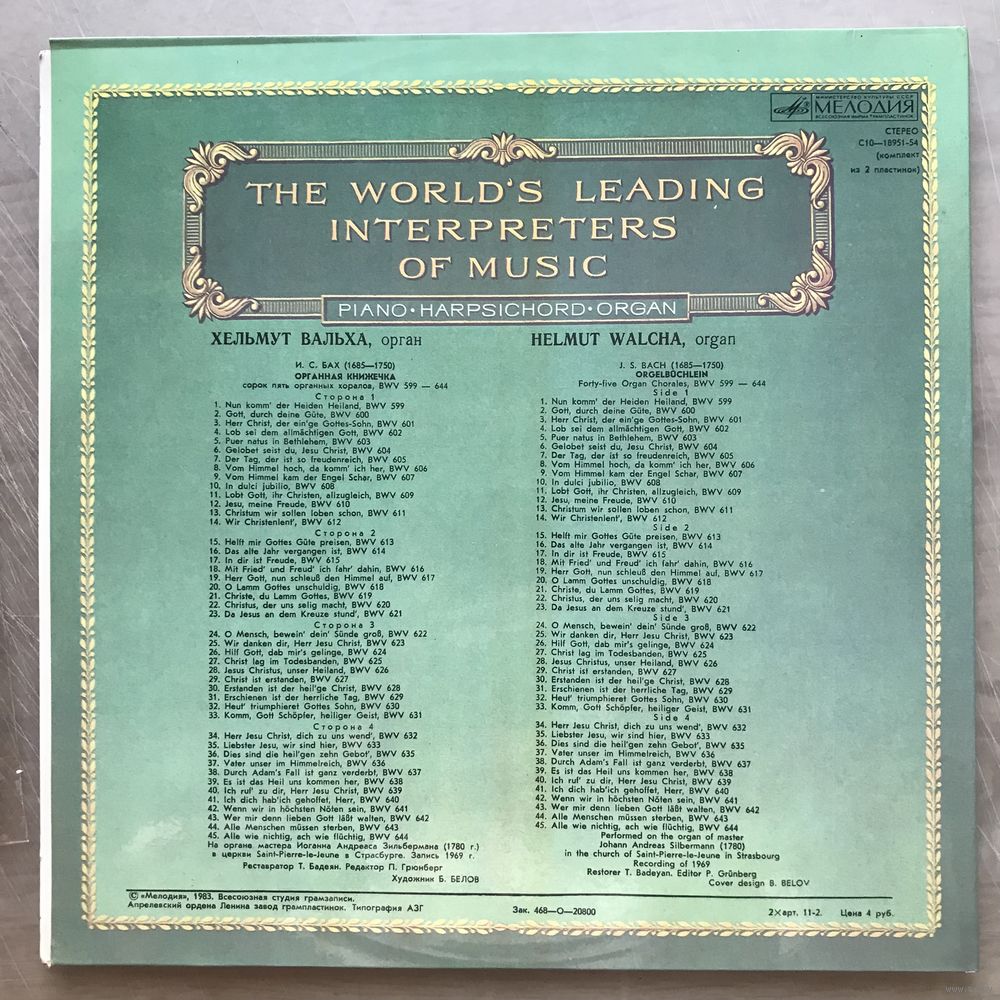 МИНИСТЕРСТВО КУЛЬТУРЫ СССР
МЕЛОДИЯ
ВСЕСОЮЗНАЯ ФИРМА ГРАМПЛАСТИНОК
СТЕРЕО
С10—18951-54
(комплект
из 2 пластинок)
THE WORLD'S LEADING
INTERPRETERS
OF MUSIC
PIANO•HARPSICHORD•ORGAN
ХЕЛЬМУТ ВАЛЬХА, орган
И. С. БАХ (1685—1750)
ОРГАННАЯ КНИЖЕЧКА
сорок пять органных хоралов, BWV 599 — 644
Сторона 1
1. Nun komm' der Heiden Heiland, BWV 599
2. Gott, durch deine Güte, BWV 600
3. Herr Christ, der ein'ge Gottes-Sohn, BWV 601
4. Lob sei dem allmächtigen Gott, BWV 602
5. Puer natus in Bethlehem, BWV 603
6. Gelobet seist du, Jesu Christ, BWV 604
7. Der Tag, der ist so freudenreich, BWV 605
8. Vom Himmel hoch, da komm' ich her, BWV 606
9. Vom Himmel kam der Engel Schar, BWV 607
10. In dulci jubilio, BWV 608
11. Lobt Gott, ihr Christen, allzugleich, BWV 609
12. Jesu, meine Freude, BWV 610
13. Christum wir sollen loben schon, BWV 611
14. Wir Christenlent', BWV 612
Сторона 2
15. Helft mir Gottes Güte preisen, BWV 613
16. Das alte Jahr vergangen ist, BWV 614
17. In dir ist Freude, BWV 615
18. Mit Fried' und Freud' ich fahr' dahin, BWV 616
19. Herr Gott, nun schleuß den Himmel auf, BWV 617
20. O Lamm Gottes unschuldig, BWV 618
21. Christe, du Lamm Gottes, BWV 619
22. Christus, der uns selig macht, BWV 620
23. Da Jesus an dem Kreuze stund', BWV 621
Сторона 3
24. O Mensch, bewein' dein' Sünde groß, BWV 622
25. Wir danken dir, Herr Jesu Christ, BWV 623
26. Hilf Gott, dab mir's gelinge, BWV 624
27. Christ lag im Todesbanden, BWV 625
28. Jesus Christus, unser Heiland, BWV 626
29. Christ ist erstanden, BWV 627
30. Erstanden ist der heil'ge Christ, BWV 628
31. Erschienen ist der herrliche Tag, BWV 629
32. Heut' triumphieret Gottes Sohn, BWV 630
33. Komm, Gott Schöpfer, heiliger Geist, BWV 631
Сторона 4
34. Herr Jesu Christ, dich zu uns wend', BWV 632
35. Liebster Jesu, wir sind hier, BWV 633
36. Dies sind die heil'gen zehn Gebot', BWV 635
37. Vater unser im Himmelreich, BWV 636
38. Durch Adam's Fall ist ganz verderbt, BWV 637
39. Es ist das Heil uns kommen her, BWV 638
40. Ich ruf' zu dir, Herr Jesu Christ, BWV 639
41. Ich dich hab'ich gehoffet, Herr, BWV 640
42. Wenn wir in höchsten Nöten sein, BWV 641
43. Wer mir denn lieben Gott läßt walten, BWV 642
44. Alle Menschen müssen sterben, BWV 643
45. Alle wie nichtig, ach wie flüchtig, BWV 644
На органе мастера Иоганна Андреаса Зильбермана (1780 г.)
в церкви Saint-Pierre-le-Jeune в Страсбурге. Запись 1969 г.
Реставратор Т. Бадеян. Редактор П. Грюнберг
Художник Б. БЕЛОВ
HELMUT WALCHA, organ
J. S. BACH (1685—1750)
ORGELBÜCHLEIN
Forty-five Organ Chorales, BWV 599 — 644
Side 1
1. Nun komm' der Heiden Heiland, BWV 599
2. Gott, durch deine Güte, BWV 600
3. Herr Christ, der ein'ge Gottes-Sohn, BWV 601
4. Lob sei dem allmächtigen Gott, BWV 602
5. Puer natus in Bethlehem, BWV 603
6. Gelobet seist du, Jesu Christ, BWV 604
7. Der Tag, der ist so freudenreich, BWV 605
8. Vom Himmel hoch, da komm' ich her, BWV 606
9. Vom Himmel kam der Engel Schar, BWV 607
10. In dulci jubilio, BWV 608
11. Lobt Gott, ihr Christen, allzugleich, BWV 609
12. Jesu, meine Freude, BWV 610
13. Christum wir sollen loben schon, BWV 611
14. Wir Christenlent', BWV 612
Side 2
15. Helft mir Gottes Güte preisen, BWV 613
16. Das alte Jahr vergangen ist, BWV 614
17. In dir ist Freude, BWV 615
18. Mit Fried' und Freud' ich fahr' dahin, BWV 616
19. Herr Gott, nun schleuß den Himmel auf, BWV 617
20. O Lamm Gottes unschuldig, BWV 618
21. Christe, du Lamm Gottes, BWV 619
22. Christus, der uns selig macht, BWV 620
23. Da Jesus an dem Kreuze stund', BWV 621
Side 3
24. O Mensch, bewein' dein' Sünde groß, BWV 622
25. Wir danken dir, Herr Jesu Christ, BWV 623
26. Hilf Gott, dab mir's gelinge, BWV 624
27. Christ lag im Todesbanden, BWV 625
28. Jesus Christus, unser Heiland, BWV 626
29. Christ ist erstanden, BWV 627
30. Erstanden ist der heil'ge Christ, BWV 628
31. Erschienen ist der herrliche Tag, BWV 629
32. Heut' triumphieret Gottes Sohn, BWV 630
33. Komm, Gott Schöpfer, heiliger Geist, BWV 631
Side 4
34. Herr Jesu Christ, dich zu uns wend', BWV 632
35. Liebster Jesu, wir sind hier, BWV 633
36. Dies sind die heil'gen zehn Gebot', BWV 635
37. Vater unser im Himmelreich, BWV 636
38. Durch Adam's Fall ist ganz verderbt, BWV 637
39. Es ist das Heil uns kommen her, BWV 638
40. Ich ruf' zu dir, Herr Jesu Christ, BWV 639
41. Ich dich hab'ich gehoffet, Herr, BWV 640
42. Wenn wir in höchsten Nöten sein, BWV 641
43. Wer mir denn lieben Gott läßt walten, BWV 642
44. Alle Menschen müssen sterben, BWV 643
45. Alle wie nichtig, ach wie flüchtig, BWV 644
Performed on the organ of master
Johann Andreas Silbermann (1780)
in the church of Saint-Pierre-le-Jeune in Strasbourg
Recording of 1969
Restorer T. Badeyan. Editor P. Grünberg
Cover design B. BELOV
© «Мелодия», 1983. Всесоюзная студия грамзаписи.
Апрелевский ордена Ленина завод грампластинок. Типография АЗГ
Зак. 468—О—20800
2×арт. 11-2. Цена 4 руб.